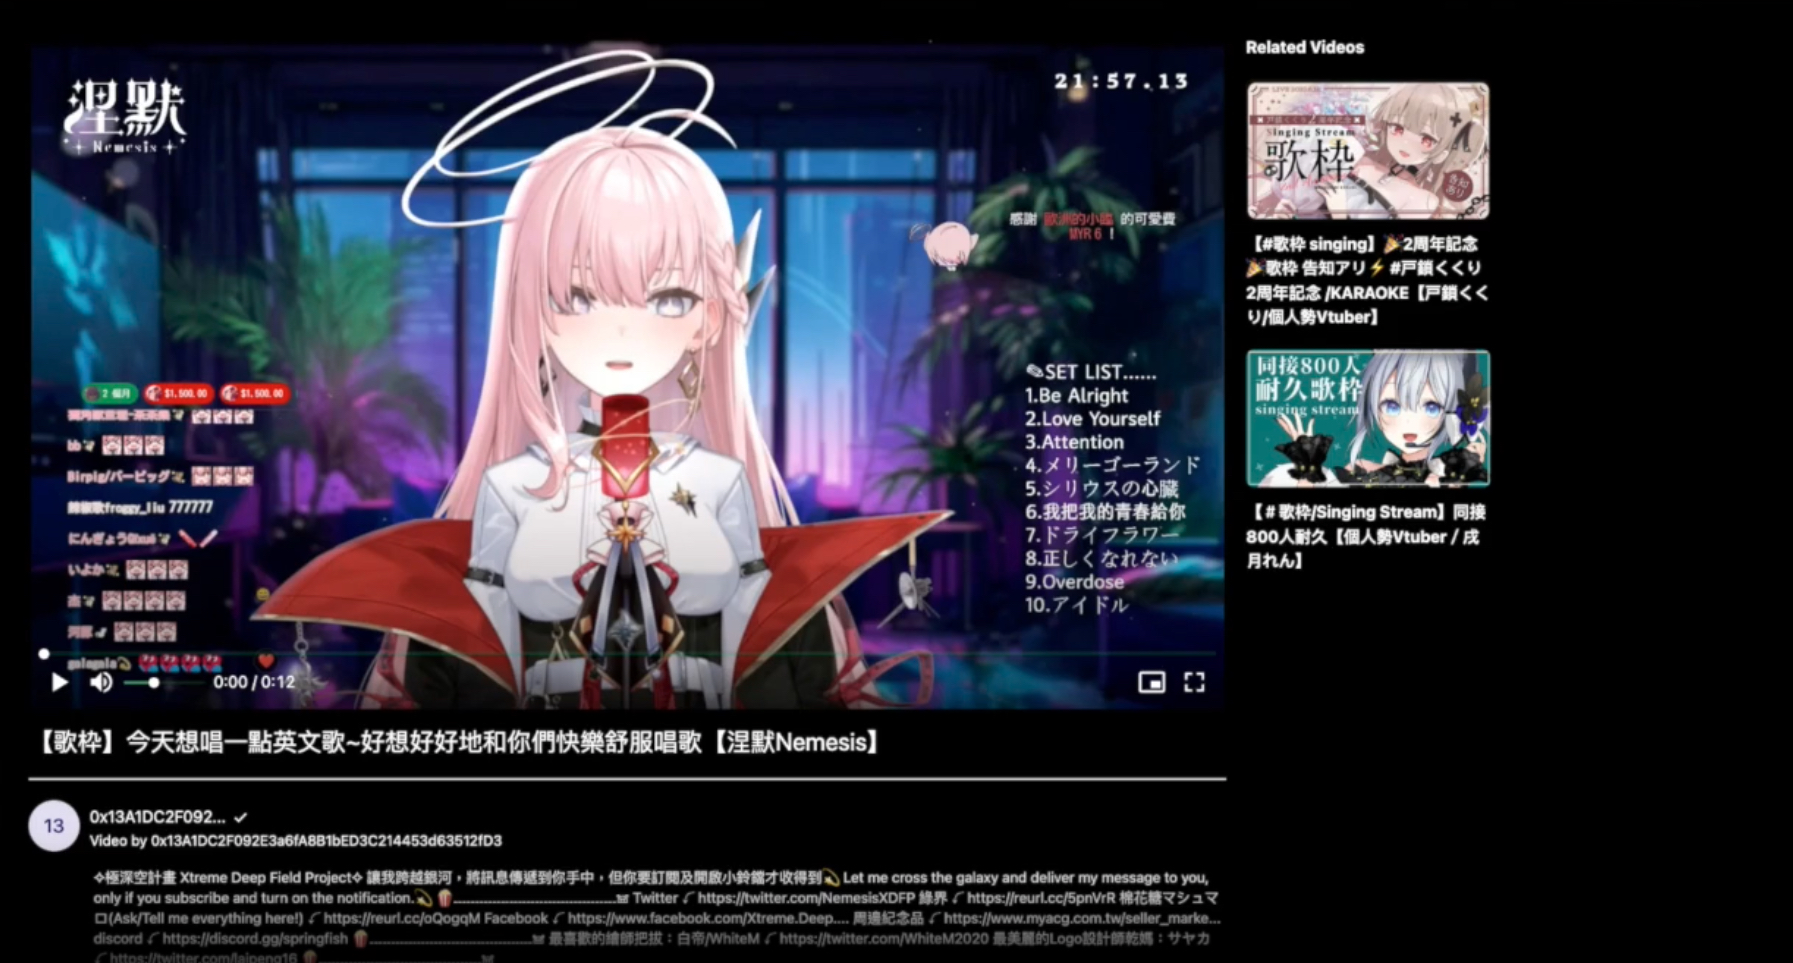 涅默
Nemesis
21:57.13
感謝 歐洲的小 的可愛費
MYR 6 !
SET LIST......
1.Be Alright
2.Love Yourself
3.Attention
4.メリーゴーランド
5.シリウスの心臓
6.我把我的青春給你
7.ドライフラワー
8.正しくなれない
9.Overdose
10.アイドル
2 個月 $1,500.00 $1,500.00
bb
Birpig/バーピッグ
froggy_liu 777777
にんぎょう
いよか
galagala
0:00 / 0:12
【歌枠】今天想唱一點英文歌~好想好好地和你們快樂舒服唱歌【涅默Nemesis】
13
0x13A1DC2F092... ✓
Video by 0x13A1DC2F092E3a6fA8B1bED3C214453d63512fD3
✧極深空計畫 Xtreme Deep Field Project✧ 讓我跨越銀河，將訊息傳遞到你手中，但你要訂閱及開啟小鈴鐺才收得到💫 Let me cross the galaxy and deliver my message to you,
only if you subscribe and turn on the notification.💫 🍿 Twitter ╭ https://twitter.com/NemesisXDFP 綠界 ╭ https://reurl.cc/5pnVrR 棉花糖マシュマ
ロ(Ask/Tell me everything here!) ╭ https://reurl.cc/oQogqM Facebook ╭ https://www.facebook.com/Xtreme.Deep.... 周邊紀念品 ╭ https://www.myacg.com.tw/seller_marke...
discord ╭ https://discord.gg/springfish 🍿 最喜歡的繪師把拔：白帝/WhiteM ╭ https://twitter.com/WhiteM2020 最美麗的Logo設計師乾媽：サヤカ
╭ https://twitter.com/laipeng16
Related Videos
Singing Stream
歌枠
告知あり
【#歌枠 singing】🎉2周年記念
🎉歌枠 告知アリ⚡#戸鎖くくり
2周年記念 /KARAOKE【戸鎖くく
り/個人勢Vtuber】
同接800人
耐久歌枠
singing stream
【＃歌枠/Singing Stream】同接
800人耐久【個人勢Vtuber / 戌
月れん】